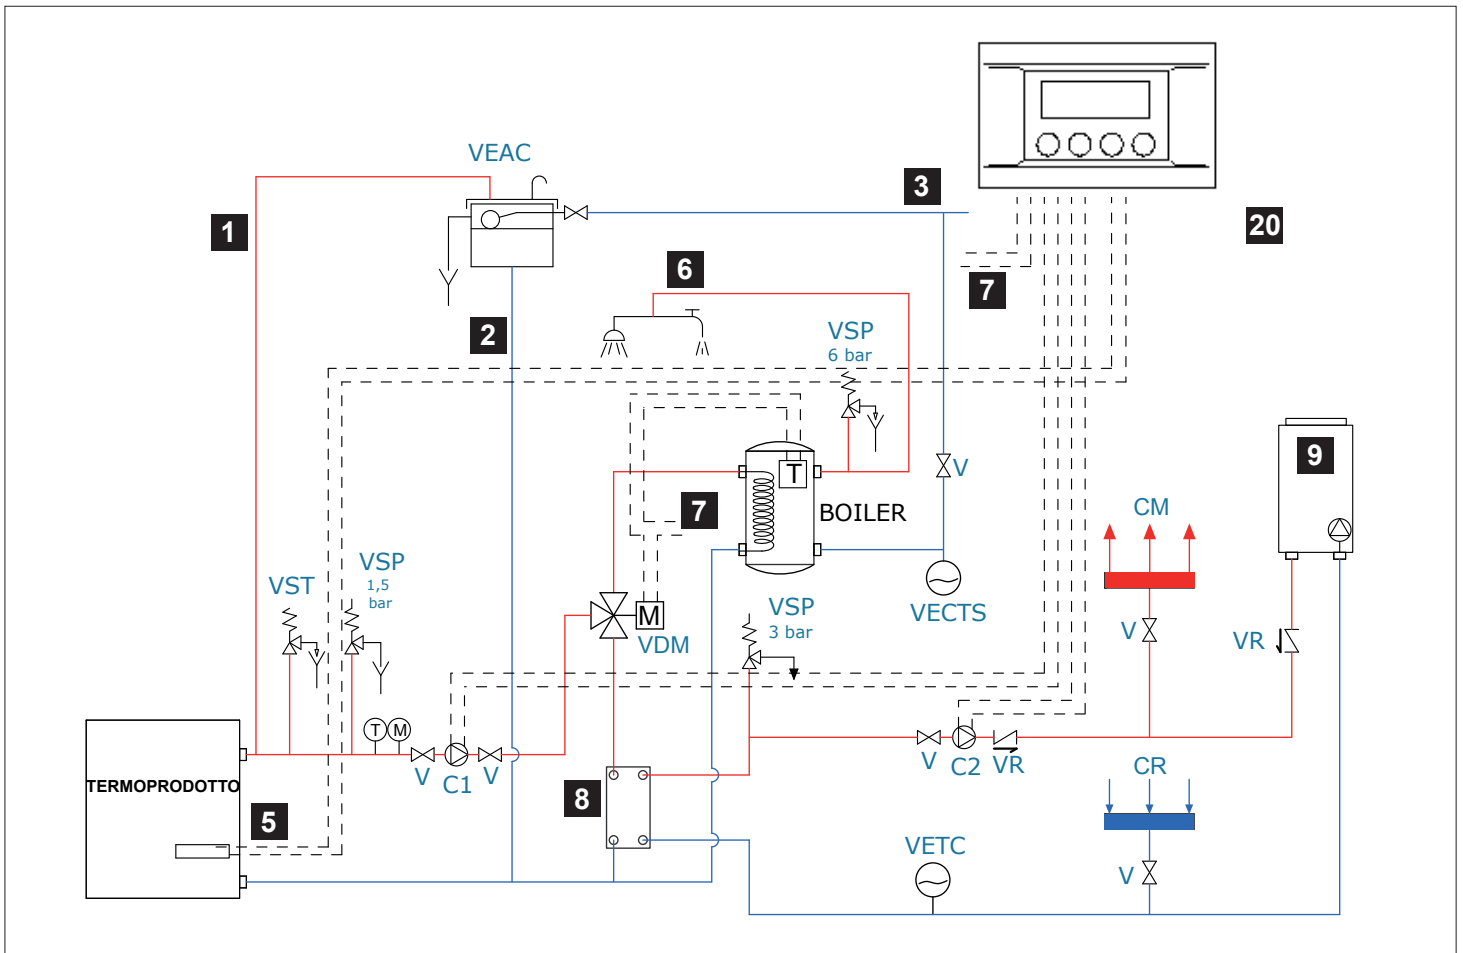 VEAC
3
1
20
6
7
2
VSP
6 bar
9
T
V
CM
7
BOILER
VSP
1,5
bar
VST
VSP
3 bar
M
VECTS
VDM
V
VR
T M
V
C1
V
V
C2
VR
CR
TERMOPRODOTTO
8
5
VETC
V